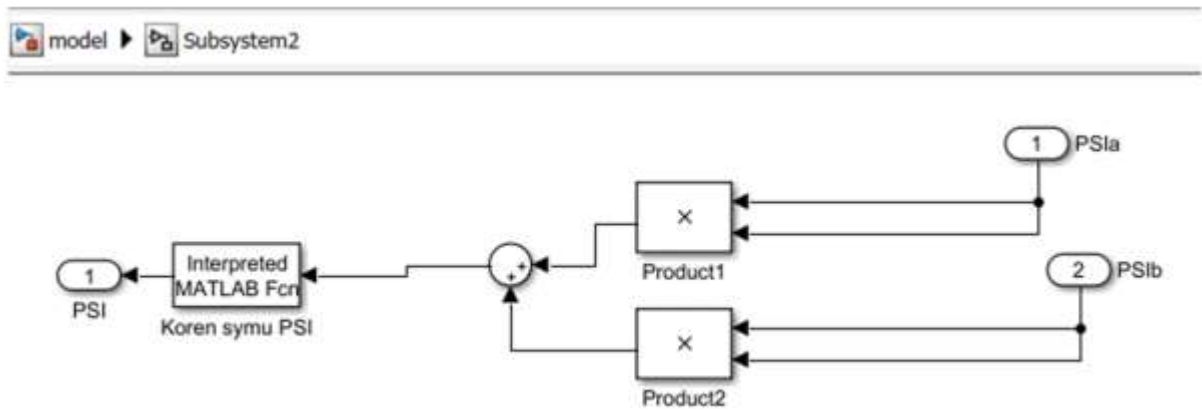 model ▶ Subsystem2
1 PSIa
×
Product1
Interpreted
MATLAB Fcn
Koren symu PSI
1
PSI
+
+
2 PSIb
×
Product2